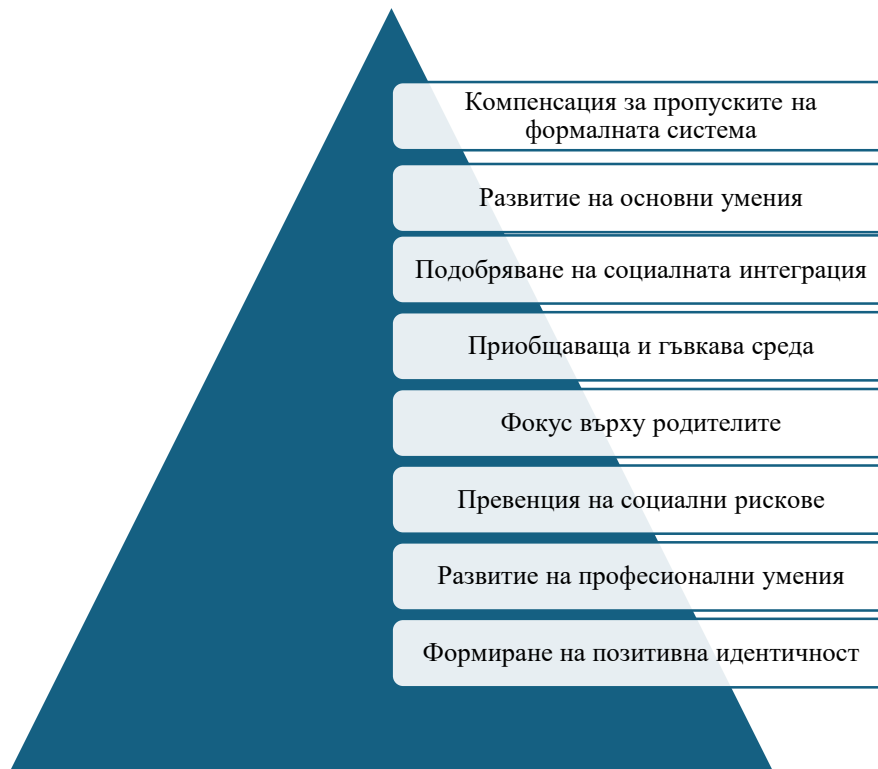 Компенсация за пропуските на
формалната система
Развитие на основни умения
Подобряване на социалната интеграция
Приобщаваща и гъвкава среда
Фокус върху родителите
Превенция на социални рискове
Развитие на професионални умения
Формиране на позитивна идентичност